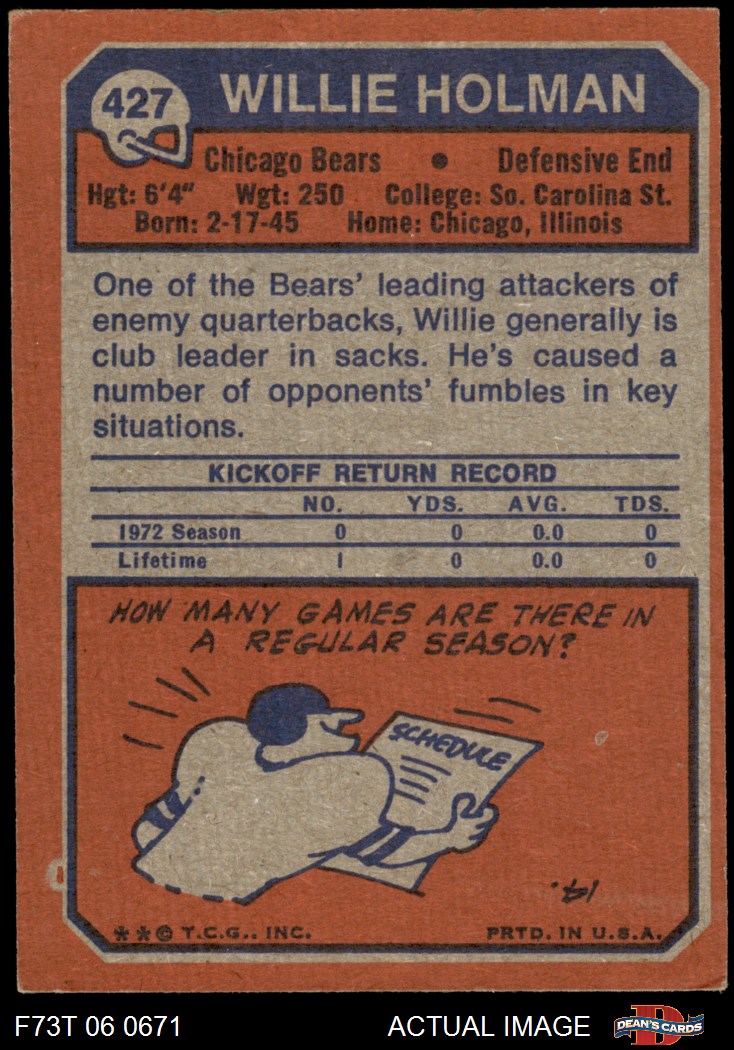 427
WILLIE HOLMAN
Chicago Bears • Defensive End
Hgt: 6'4" Wgt: 250 College: So. Carolina St.
Born: 2-17-45 Home: Chicago, Illinois
One of the Bears' leading attackers of
enemy quarterbacks, Willie generally is
club leader in sacks. He's caused a
number of opponents' fumbles in key
situations.
KICKOFF RETURN RECORD
NO. YDS. AVG. TDS.
1972 Season 0 0 0.0 0
Lifetime 1 0 0.0 0
HOW MANY GAMES ARE THERE IN
A REGULAR SEASON?
SCHEDULE
14.
** © T.C.G.. INC. PRTD. IN U.S.A.
F73T 06 0671 ACTUAL IMAGE D DEAN'S CARDS